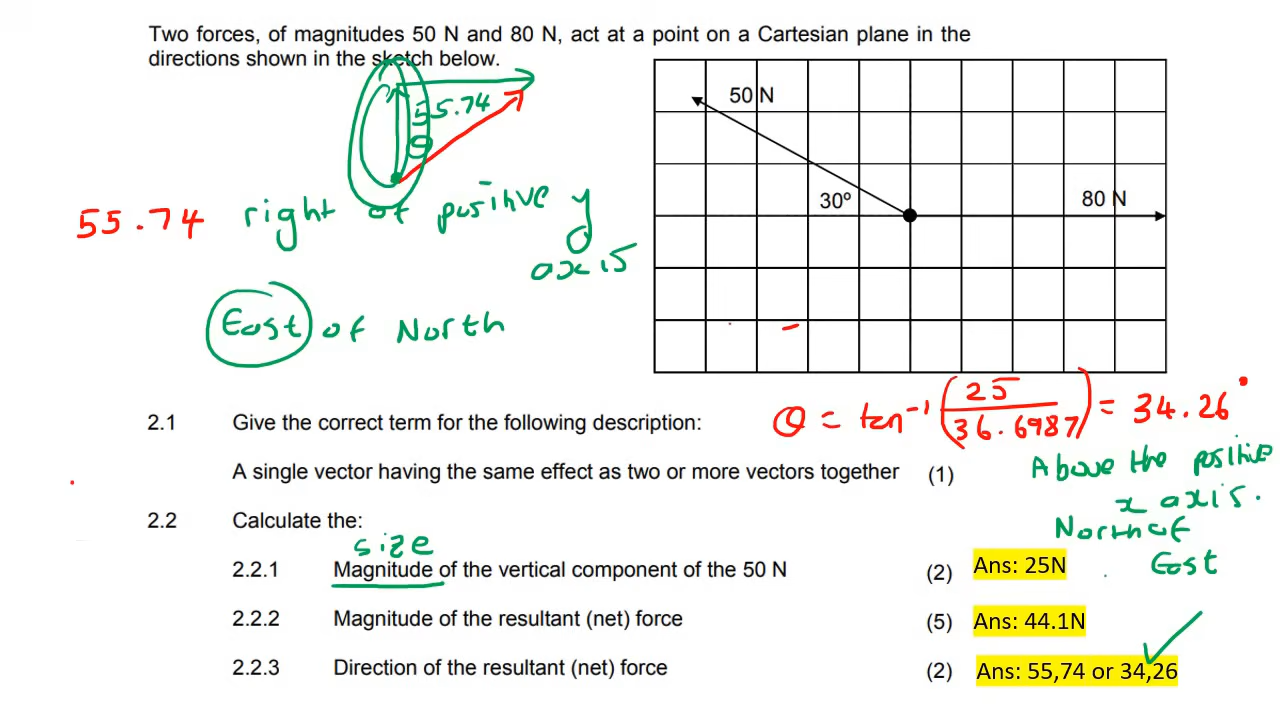 Two forces, of magnitudes 50 N and 80 N, act at a point on a Cartesian plane in the
directions shown in the sketch below.
50 N
30º
80 N
55.74
θ
55.74 right of positive y
axis
East of North
θ = tan⁻¹(25/36.6987) = 34.26°
Above the positive
x axis.
North of
East
2.1 Give the correct term for the following description:
A single vector having the same effect as two or more vectors together (1)
2.2 Calculate the:
size
2.2.1 Magnitude of the vertical component of the 50 N (2) Ans: 25N
2.2.2 Magnitude of the resultant (net) force (5) Ans: 44.1N
2.2.3 Direction of the resultant (net) force (2) Ans: 55,74 or 34,26